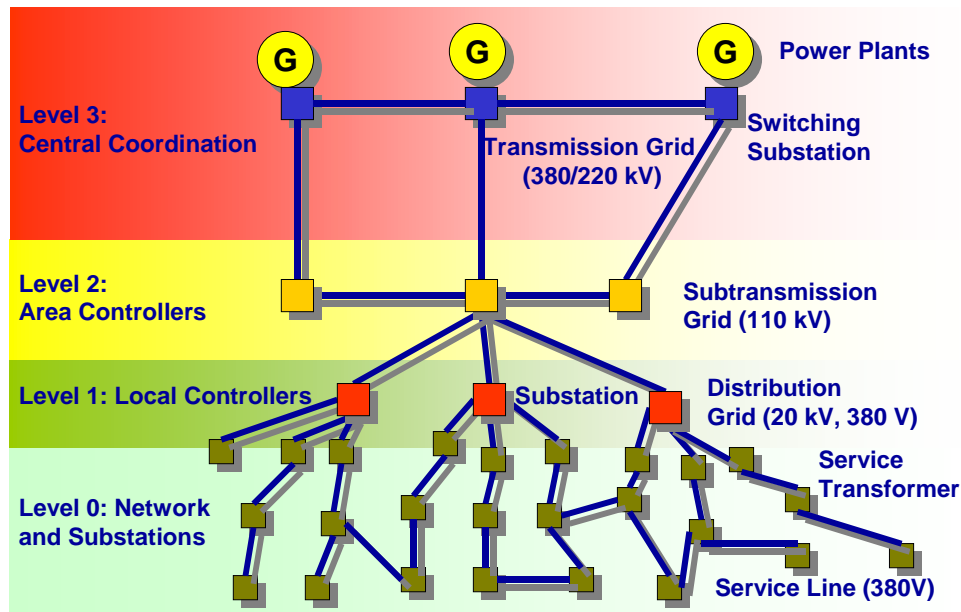 G
G
G
Power Plants
Level 3:
Central Coordination
Switching
Substation
Transmission Grid
(380/220 kV)
Level 2:
Area Controllers
Subtransmission
Grid (110 kV)
Level 1: Local Controllers
Substation
Distribution
Grid (20 kV, 380 V)
Service
Transformer
Level 0: Network
and Substations
Service Line (380V)